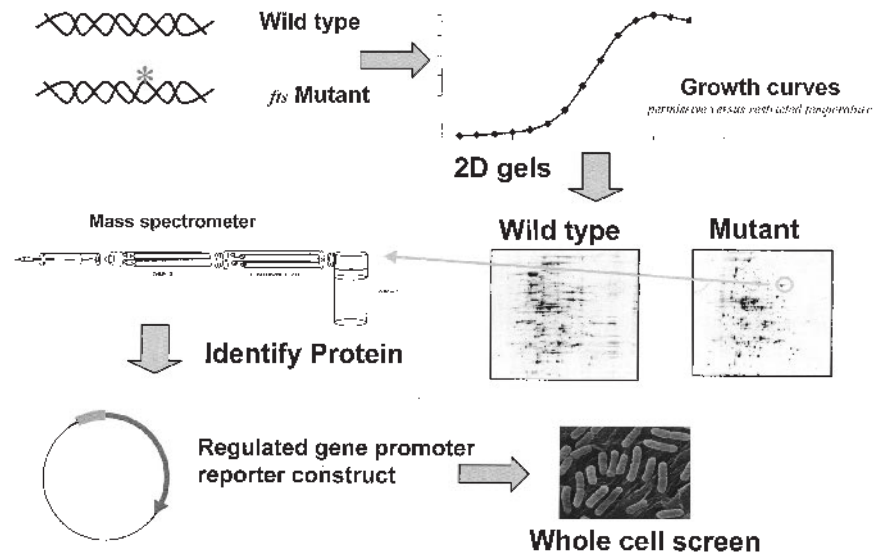 Wild type
fts Mutant
Growth curves
permissive versus restricted temperature
2D gels
Mass spectrometer
Wild type
Mutant
Identify Protein
Regulated gene promoter
reporter construct
Whole cell screen